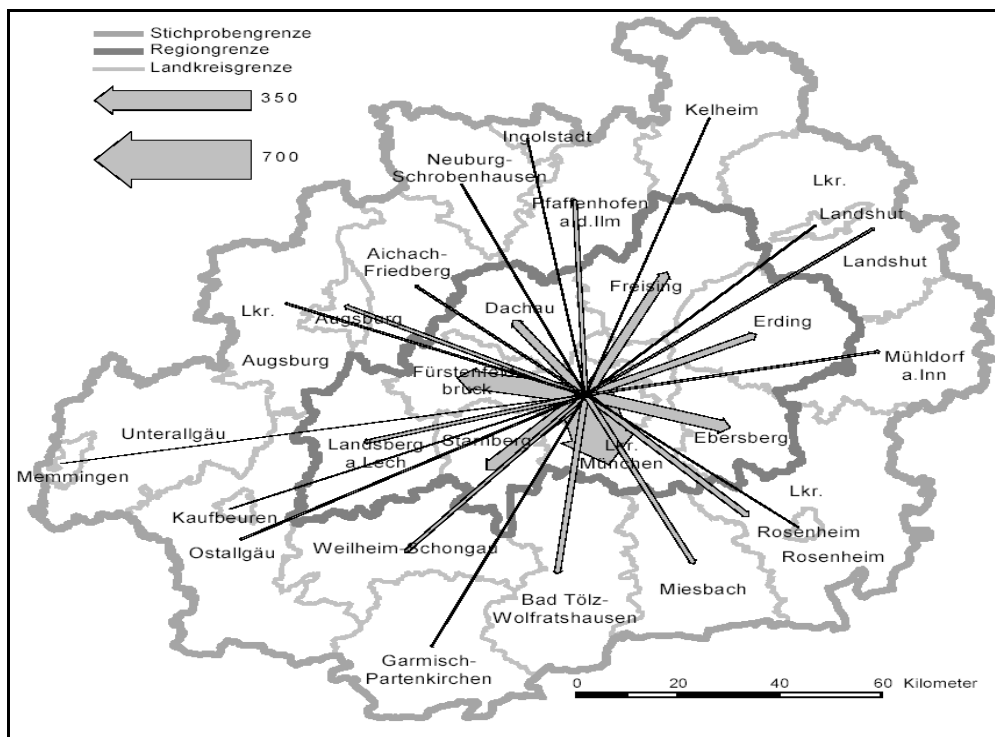 Stichprobengrenze
Regiongrenze
Landkreisgrenze
350
700
Kelheim
Ingolstadt
Neuburg-
Schrobenhausen
Pfaffenhofen
a.d.Ilm
Lkr.
Landshut
Landshut
Aichach-
Friedberg
Freising
Dachau
Lkr.
Augsburg
Augsburg
Erding
Mühldorf
a.Inn
Fürstenfeld
bruck
Unterallgäu
Memmingen
Landsberg
a.Lech
Starnberg
Lkr.
München
Ebersberg
Kaufbeuren
Ostallgäu
Weilheim-Schongau
Lkr.
Rosenheim
Rosenheim
Bad Tölz-
Wolfratshausen
Miesbach
Garmisch-
Partenkirchen
0 20 40 60 Kilometer